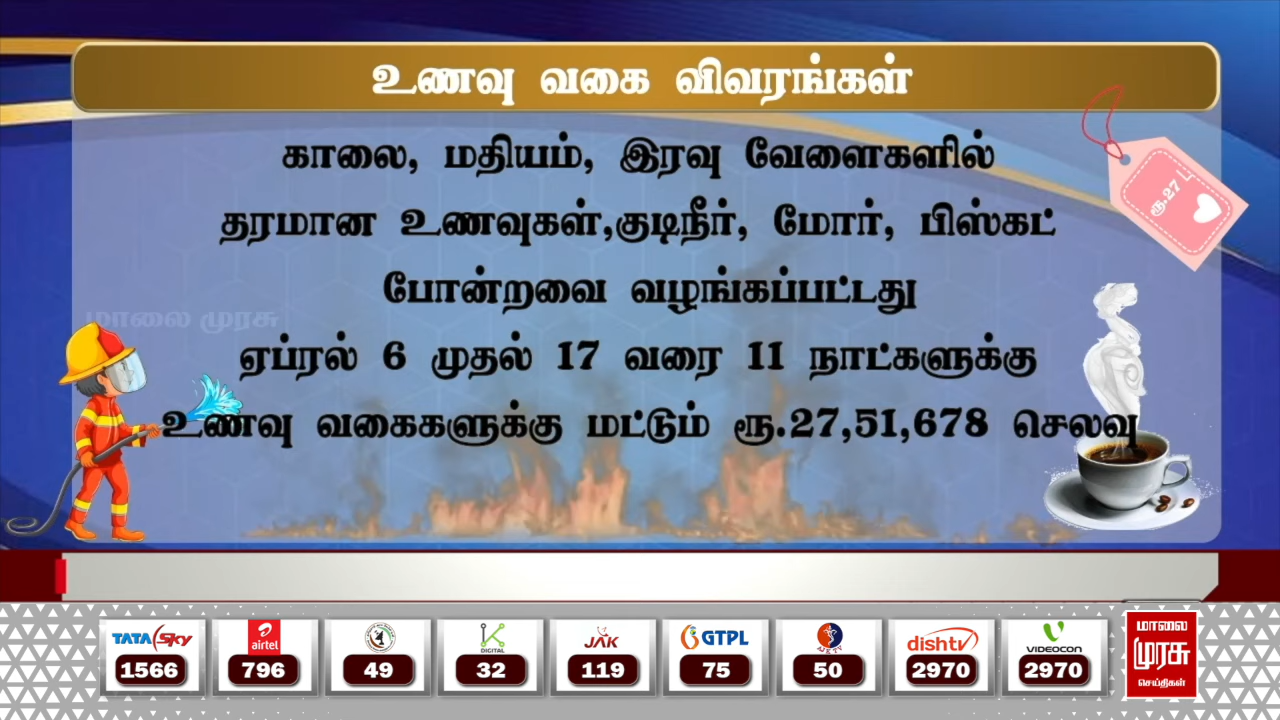 உணவு வகை விவரங்கள்
காலை, மதியம், இரவு வேளைகளில்
தரமான உணவுகள்,குடிநீர், மோர், பிஸ்கட்
போன்றவை வழங்கப்பட்டது
ஏப்ரல் 6 முதல் 17 வரை 11 நாட்களுக்கு
உணவு வகைகளுக்கு மட்டும் ரூ.27,51,678 செலவு
மாலை முரசு
TATA Sky
1566
airtel
796
49
DIGITAL
32
JAK
119
GTPL
75
50
dishtv
2970
VIDEOCON
2970
மாலை
முரசு
செய்திகள்